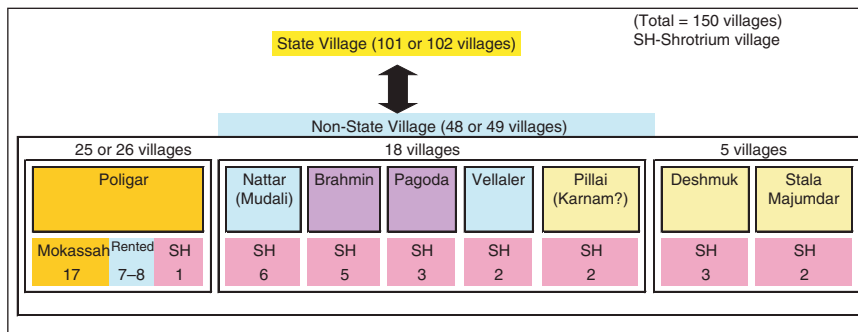 (Total = 150 villages)
SH-Shrotrium village
State Village (101 or 102 villages)
Non-State Village (48 or 49 villages)
25 or 26 villages
18 villages
5 villages
Poligar
Nattar
(Mudali)
Brahmin
Pagoda
Vellaler
Pillai
(Karnam?)
Deshmuk
Stala
Majumdar
Mokassah
17
Rented
7–8
SH
1
SH
6
SH
5
SH
3
SH
2
SH
2
SH
3
SH
2